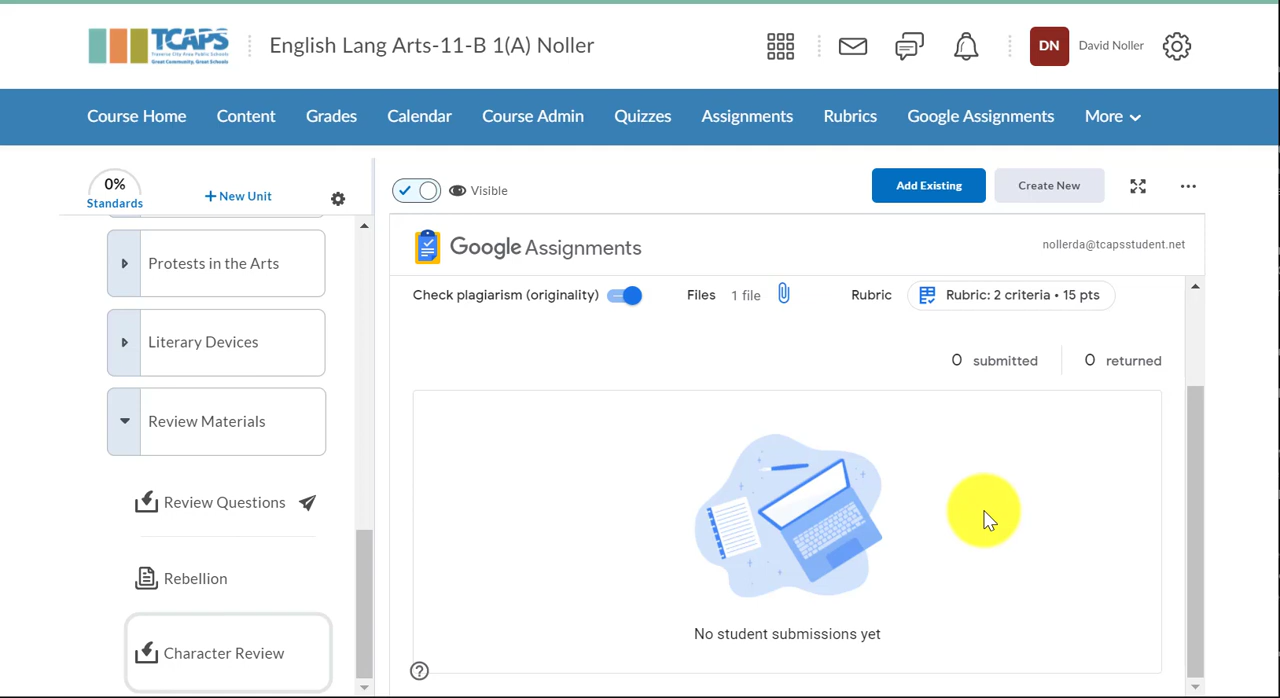 TCAPS
Traverse City Area Public Schools
Great Community, Great Schools
English Lang Arts-11-B 1(A) Noller
DN
David Noller
Course Home
Content
Grades
Calendar
Course Admin
Quizzes
Assignments
Rubrics
Google Assignments
More
0%
Standards
+ New Unit
Visible
Add Existing
Create New
Protests in the Arts
Literary Devices
Review Materials
Review Questions
Rebellion
Character Review
Google Assignments
nollerda@tcapsstudent.net
Check plagiarism (originality)
Files
1 file
Rubric
Rubric: 2 criteria • 15 pts
0 submitted
0 returned
No student submissions yet
?